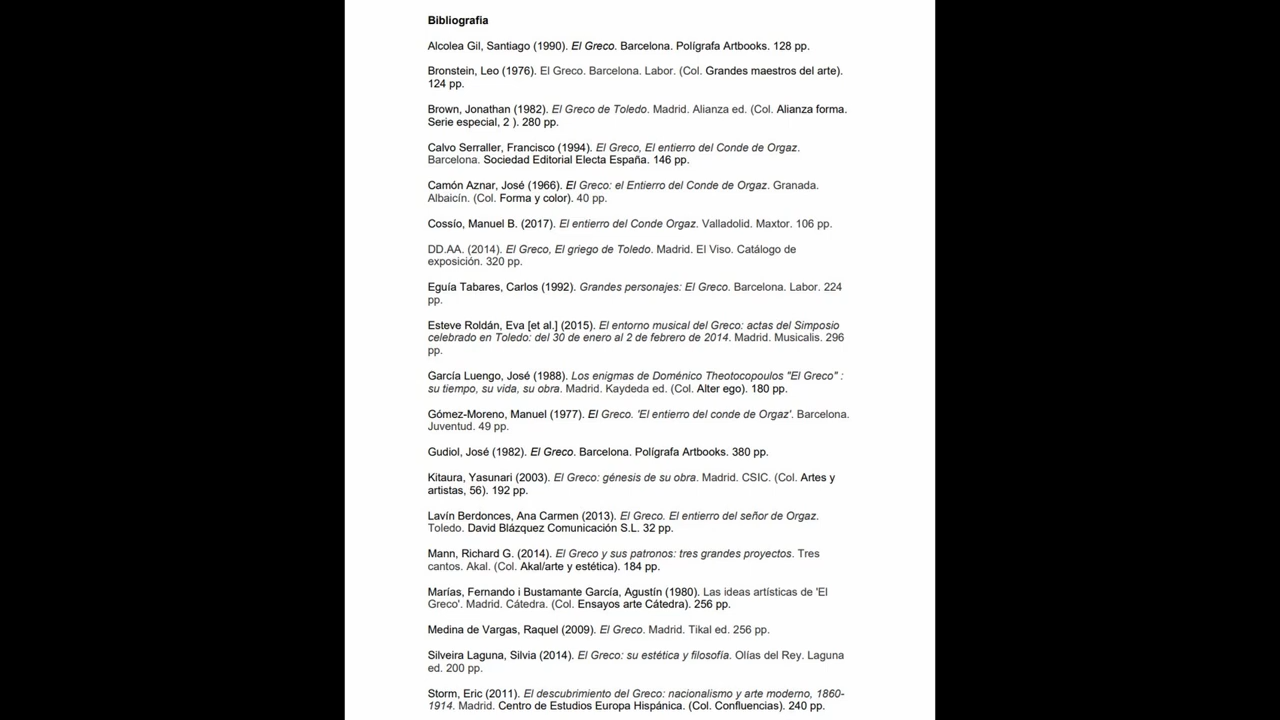 Bibliografía
Alcolea Gil, Santiago (1990). El Greco. Barcelona. Polígrafa Artbooks. 128 pp.
Bronstein, Leo (1976). El Greco. Barcelona. Labor. (Col. Grandes maestros del arte).
124 pp.
Brown, Jonathan (1982). El Greco de Toledo. Madrid. Alianza ed. (Col. Alianza forma.
Serie especial, 2 ). 280 pp.
Calvo Serraller, Francisco (1994). El Greco, El entierro del Conde de Orgaz.
Barcelona. Sociedad Editorial Electa España. 146 pp.
Camón Aznar, José (1966). El Greco: el Entierro del Conde de Orgaz. Granada.
Albaicín. (Col. Forma y color). 40 pp.
Cossío, Manuel B. (2017). El entierro del Conde Orgaz. Valladolid. Maxtor. 106 pp.
DD.AA. (2014). El Greco, El griego de Toledo. Madrid. El Viso. Catálogo de
exposición. 320 pp.
Eguía Tabares, Carlos (1992). Grandes personajes: El Greco. Barcelona. Labor. 224
pp.
Esteve Roldán, Eva [et al.] (2015). El entorno musical del Greco: actas del Simposio
celebrado en Toledo: del 30 de enero al 2 de febrero de 2014. Madrid. Musicalis. 296
pp.
García Luengo, José (1988). Los enigmas de Doménico Theotocopoulos "El Greco" :
su tiempo, su vida, su obra. Madrid. Kaydeda ed. (Col. Alter ego). 180 pp.
Gómez-Moreno, Manuel (1977). El Greco. 'El entierro del conde de Orgaz'. Barcelona.
Juventud. 49 pp.
Gudiol, José (1982). El Greco. Barcelona. Polígrafa Artbooks. 380 pp.
Kitaura, Yasunari (2003). El Greco: génesis de su obra. Madrid. CSIC. (Col. Artes y
artistas, 56). 192 pp.
Lavín Berdonces, Ana Carmen (2013). El Greco. El entierro del señor de Orgaz.
Toledo. David Blázquez Comunicación S.L. 32 pp.
Mann, Richard G. (2014). El Greco y sus patronos: tres grandes proyectos. Tres
cantos. Akal. (Col. Akal/arte y estética). 184 pp.
Marías, Fernando i Bustamante García, Agustín (1980). Las ideas artísticas de 'El
Greco'. Madrid. Cátedra. (Col. Ensayos arte Cátedra). 256 pp.
Medina de Vargas, Raquel (2009). El Greco. Madrid. Tikal ed. 256 pp.
Silveira Laguna, Silvia (2014). El Greco: su estética y filosofía. Olías del Rey. Laguna
ed. 200 pp.
Storm, Eric (2011). El descubrimiento del Greco: nacionalismo y arte moderno, 1860-
1914. Madrid. Centro de Estudios Europa Hispánica. (Col. Confluencias). 240 pp.